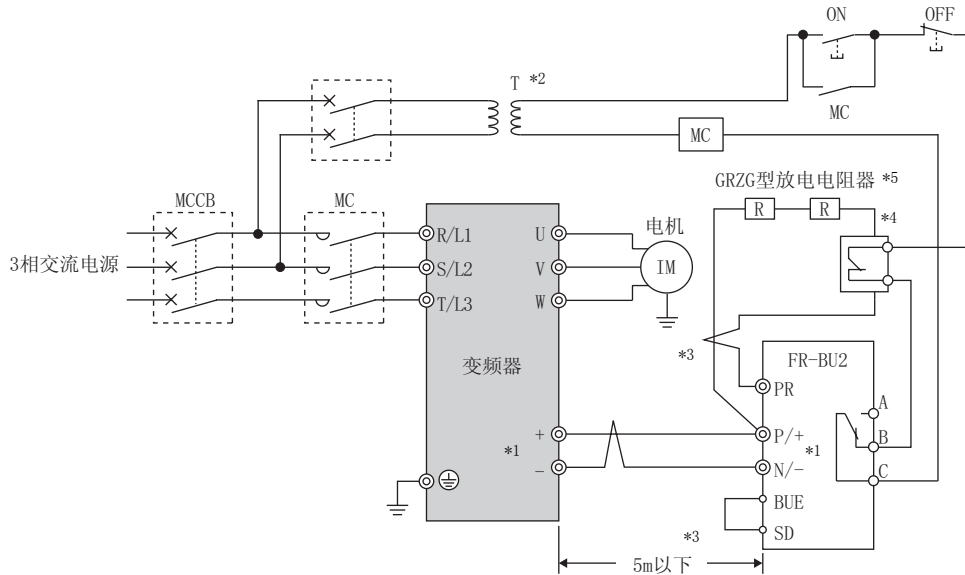 ON
OFF
T *2
MC
MC
GRZG型放电电阻器 *5
MCCB
MC
R
R
*4
电机
R/L1
U
3相交流电源
S/L2
V
IM
T/L3
W
*3
FR-BU2
变频器
PR
A
+
P/+
B
*1
*1
-
N/-
C
BUE
*3
SD
5m以下